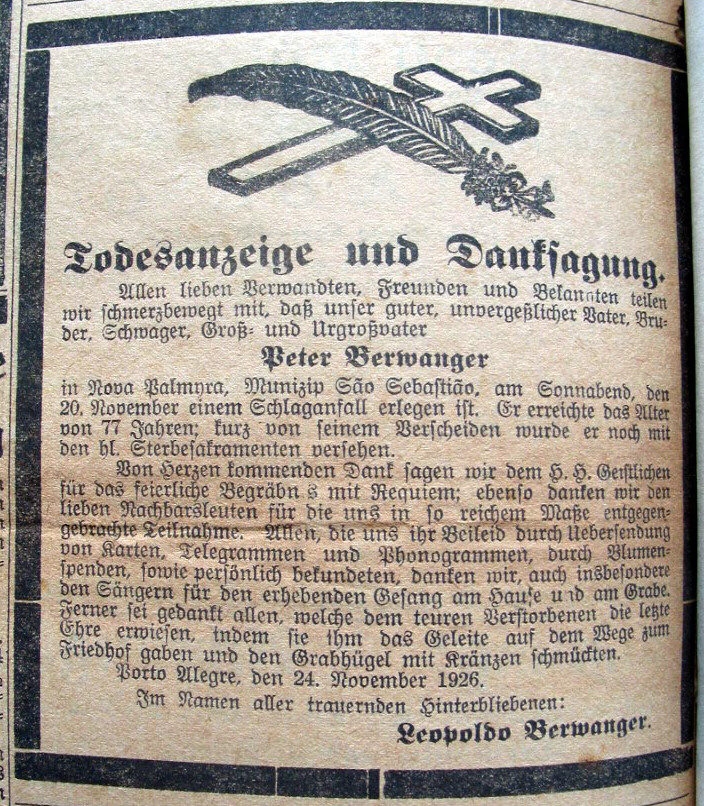 Todesanzeige und Danksagung.
Allen lieben Verwandten, Freunden und Bekannten teilen
wir schmerzbewegt mit, daß unser guter, unvergeßlicher Vater, Bru-
der, Schwager, Groß- und Urgroßvater
Peter Berwanger
in Nova Palmyra, Munizip São Sebastião, am Sonnabend, den
20. November einem Schlaganfall erlegen ist. Er erreichte das Alter
von 77 Jahren; kurz von seinem Verscheiden wurde er noch mit
den hl. Sterbesakramenten versehen.
Von Herzen kommenden Dank sagen wir dem H. H. Geistlichen
für das feierliche Begräbn s mit Requiem; ebenso danken wir den
lieben Nachbarsleuten für die uns in so reichem Maße entgegen-
gebrachte Teilnahme. Allen, die uns ihr Beileid durch Uebersendung
von Karten, Telegrammen und Phonogrammen, durch Blumen-
spenden, sowie persönlich bekundeten, danken wir, auch insbesondere
den Sängern für den erhebenden Gesang am Hause und am Grabe.
Ferner sei gedankt allen, welche dem teuren Verstorbenen die letzte
Ehre erwiesen, indem sie ihm das Geleite auf dem Wege zum
Friedhof gaben und den Grabhügel mit Kränzen schmückten.
Porto Alegre, den 24. November 1926.
Im Namen aller trauernden Hinterbliebenen:
Leopoldo Berwanger.